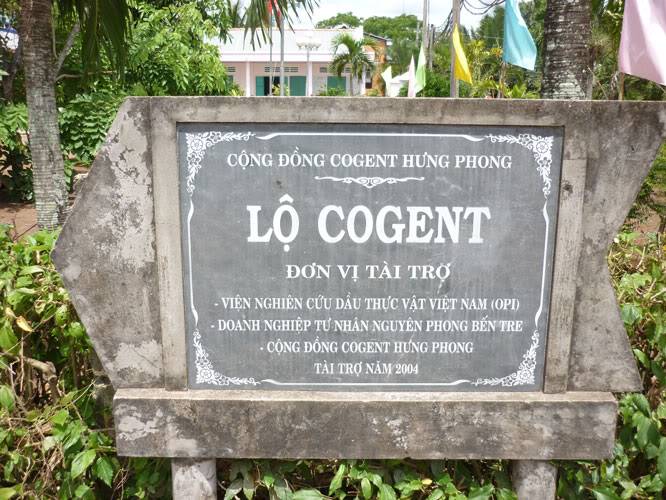 CỘNG ĐỒNG COGENT HƯNG PHONG
LỘ COGENT
ĐƠN VỊ TÀI TRỢ
- VIỆN NGHIÊN CỨU DẦU THỰC VẬT VIỆT NAM (OPI)
- DOANH NGHIỆP TƯ NHÂN NGUYÊN PHONG BẾN TRE
- CỘNG ĐỒNG COGENT HƯNG PHONG
TÀI TRỢ NĂM 2004